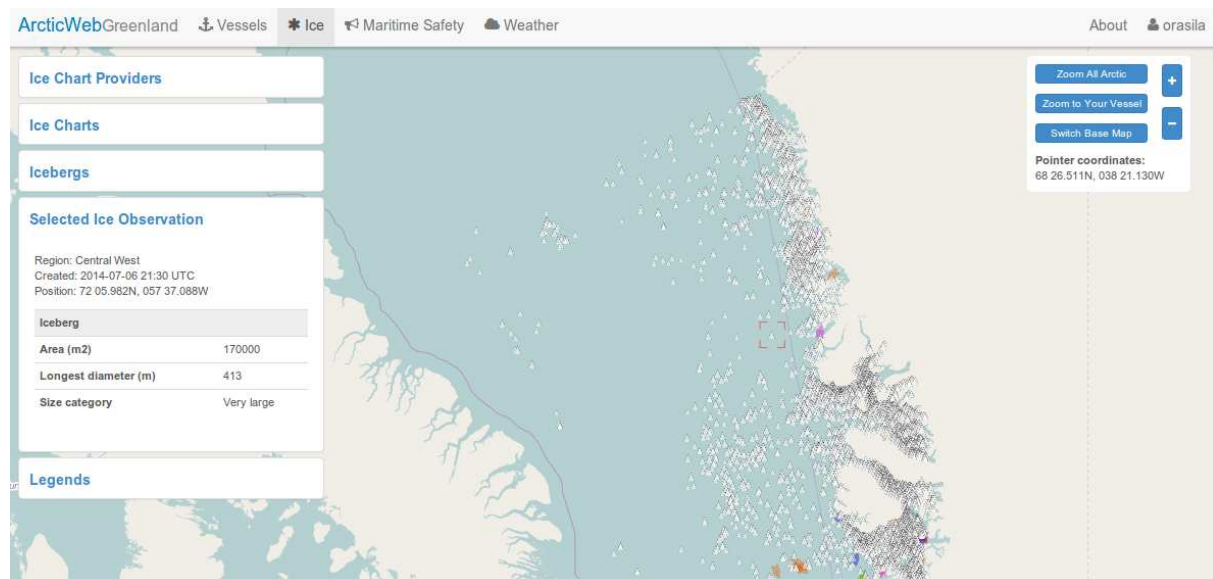 ArcticWebGreenland Vessels Ice Maritime Safety Weather About orasila
Ice Chart Providers
Ice Charts
Icebergs
Selected Ice Observation
Region: Central West
Created: 2014-07-06 21:30 UTC
Position: 72 05.982N, 057 37.088W
Iceberg
Area (m2) 170000
Longest diameter (m) 413
Size category Very large
Legends
Zoom All Arctic
+
Zoom to Your Vessel
Switch Base Map
−
Pointer coordinates:
68 26.511N, 038 21.130W